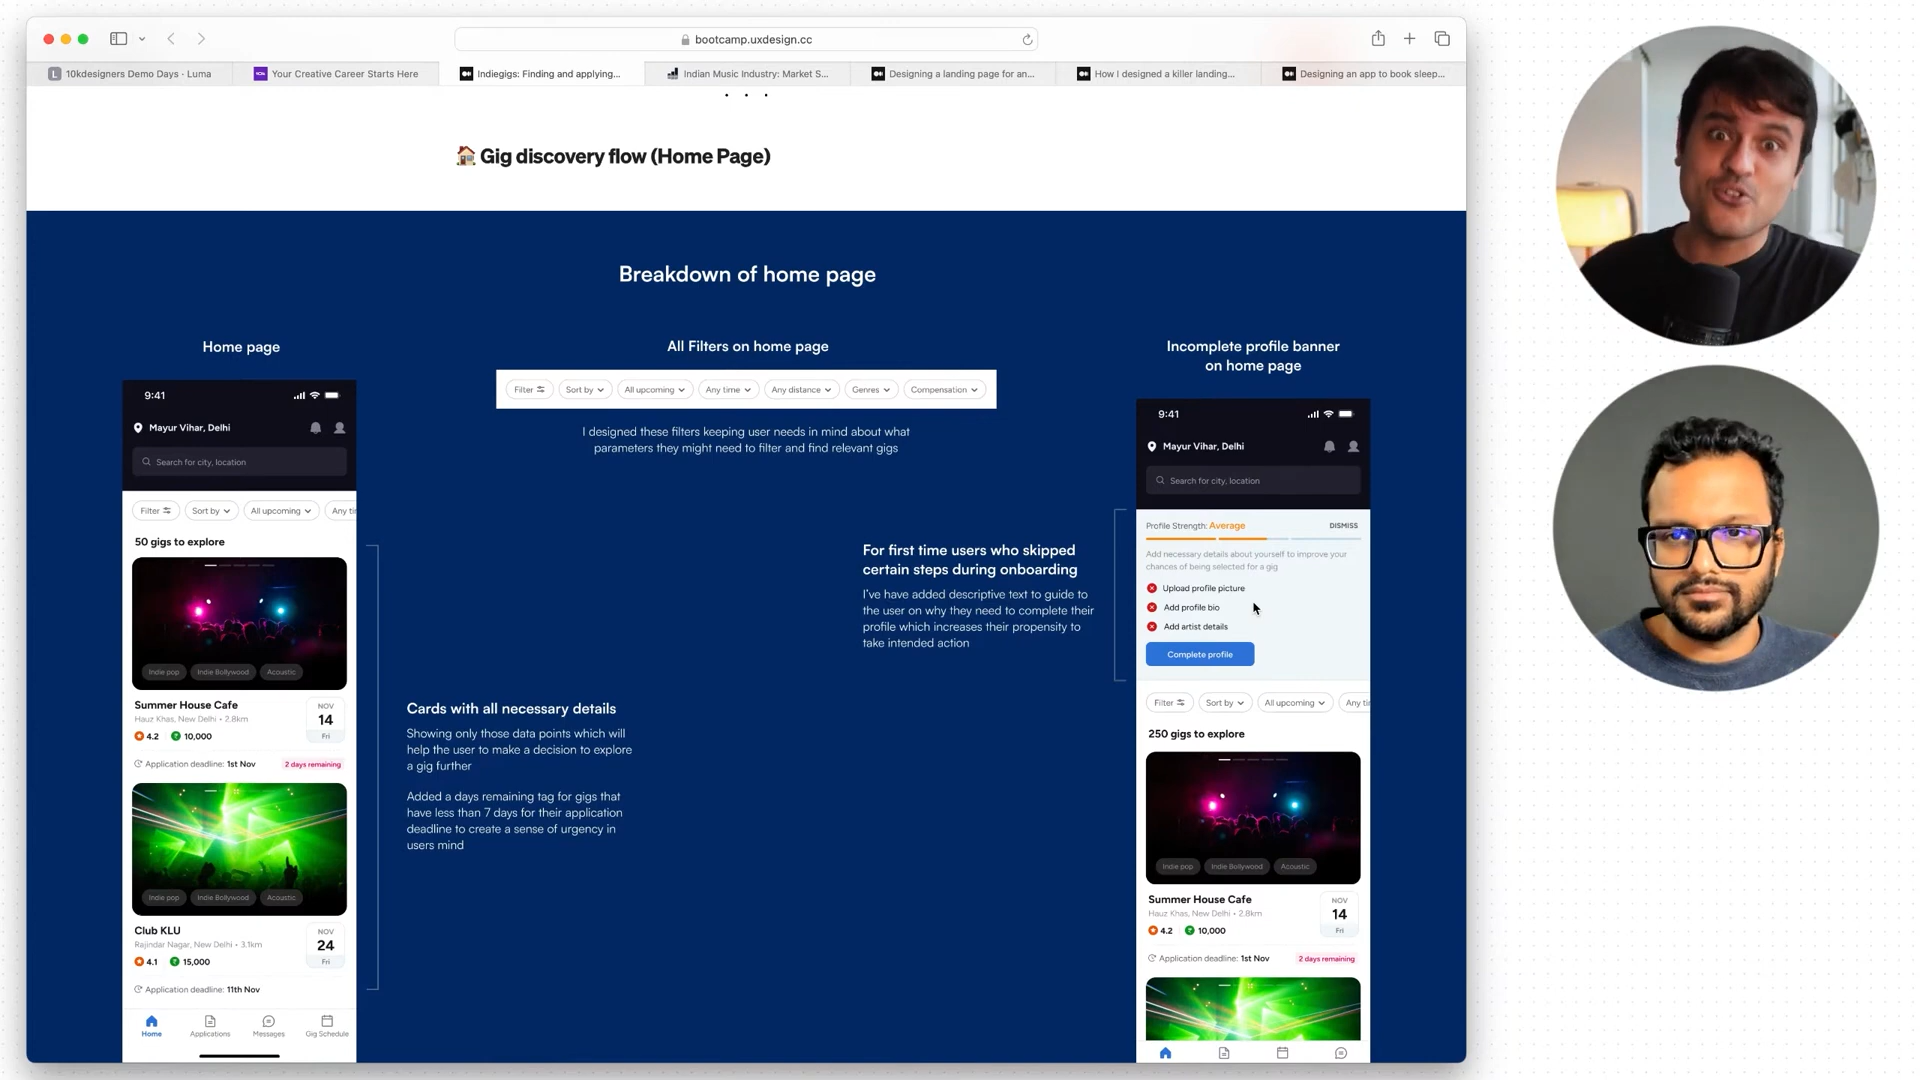 bootcamp.uxdesign.cc
10kdesigners Demo Days · Luma
Your Creative Career Starts Here
Indiegigs: Finding and applying...
Indian Music Industry: Market S...
Designing a landing page for an...
How I designed a killer landing...
Designing an app to book sleep...
Gig discovery flow (Home Page)
Breakdown of home page
Home page
9:41
Mayur Vihar, Delhi
Search for city, location
Filter
Sort by
All upcoming
Any ti
50 gigs to explore
Indie pop
Indie Bollywood
Acoustic
Summer House Cafe
Hauz Khas, New Delhi • 2.8km
4.2
10,000
NOV
14
Fri
Application deadline: 1st Nov
2 days remaining
Indie pop
Indie Bollywood
Acoustic
Club KLU
Rajindar Nagar, New Delhi • 3.1km
4.1
15,000
NOV
24
Fri
Application deadline: 11th Nov
Home
Applications
Messages
Gig Schedule
All Filters on home page
Filter
Sort by
All upcoming
Any time
Any distance
Genres
Compensation
I designed these filters keeping user needs in mind about what
parameters they might need to filter and find relevant gigs
Cards with all necessary details
Showing only those data points which will
help the user to make a decision to explore
a gig further
Added a days remaining tag for gigs that
have less than 7 days for their application
deadline to create a sense of urgency in
users mind
For first time users who skipped
certain steps during onboarding
I've have added descriptive text to guide to
the user on why they need to complete their
profile which increases their propensity to
take intended action
Incomplete profile banner
on home page
9:41
Mayur Vihar, Delhi
Search for city, location
Profile Strength: Average
DISMISS
Add necessary details about yourself to improve your
chances of being selected for a gig
Upload profile picture
Add profile bio
Add artist details
Complete profile
Filter
Sort by
All upcoming
Any ti
250 gigs to explore
Indie pop
Indie Bollywood
Acoustic
Summer House Cafe
Hauz Khas, New Delhi • 2.8km
4.2
10,000
NOV
14
Fri
Application deadline: 1st Nov
2 days remaining